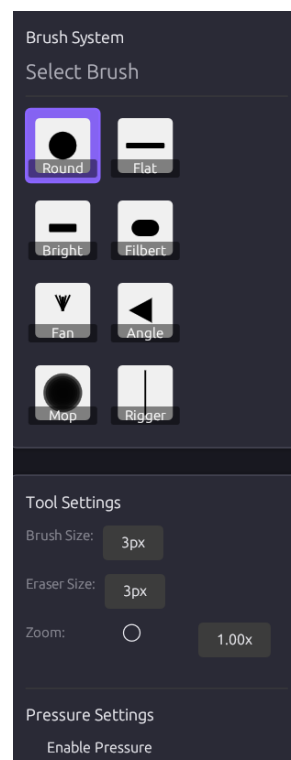 Brush System
Select Brush
Round Flat
Bright Filbert
Fan Angle
Mop Rigger
Tool Settings
Brush Size: 3px
Eraser Size: 3px
Zoom: 1.00x
Pressure Settings
Enable Pressure